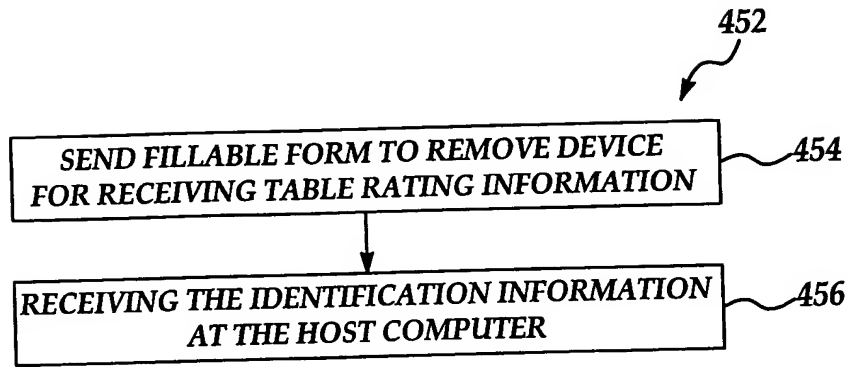 452
SEND FILLABLE FORM TO REMOVE DEVICE
FOR RECEIVING TABLE RATING INFORMATION
454
RECEIVING THE IDENTIFICATION INFORMATION
AT THE HOST COMPUTER
456